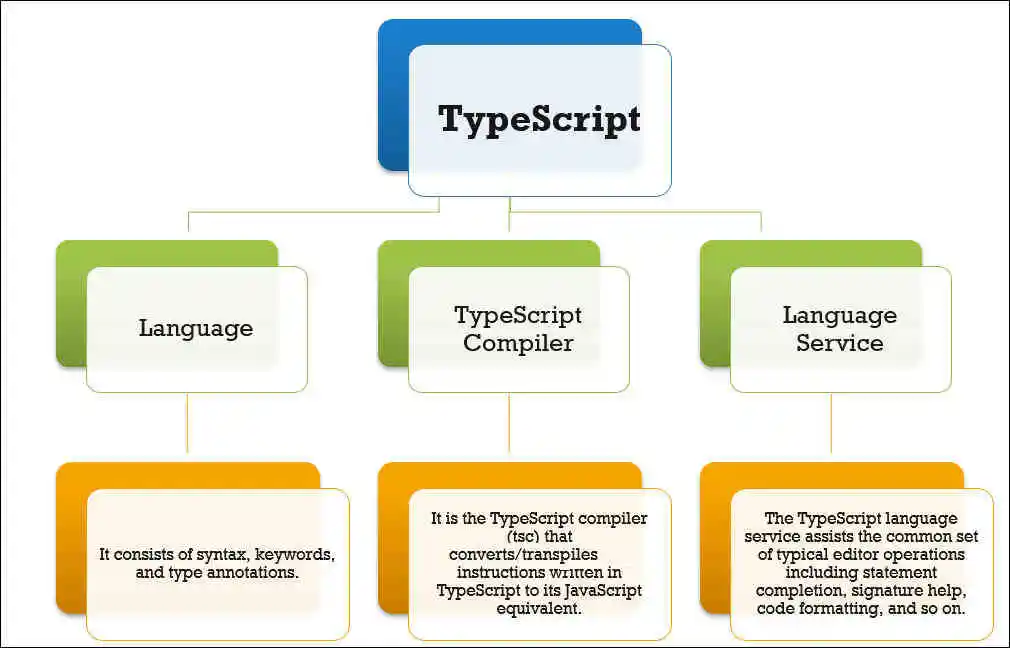 TypeScript
Language
TypeScript
Compiler
Language
Service
It consists of syntax, keywords,
and type annotations.
It is the TypeScript compiler
(tsc) that
converts/transpiles
instructions written in
TypeScript to its JavaScript
equivalent.
The TypeScript language
service assists the common set
of typical editor operations
including statement
completion, signature help,
code formatting, and so on.